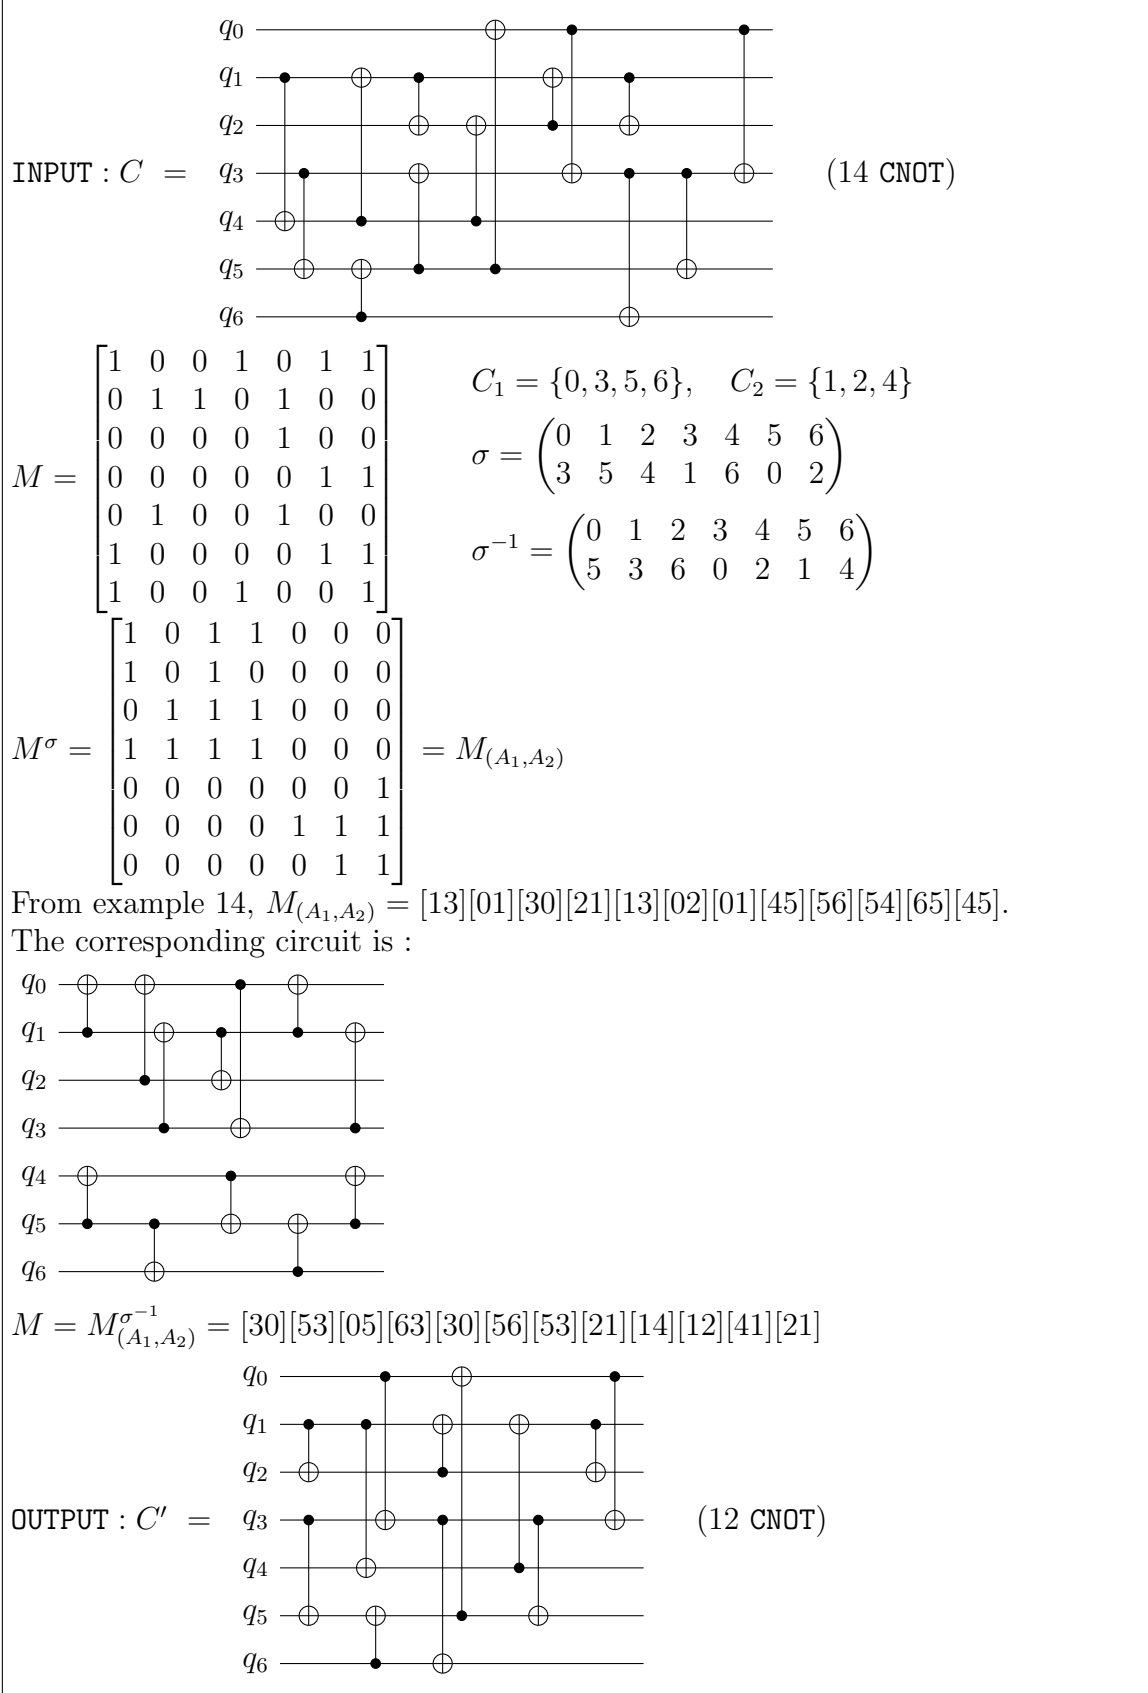 q0
q1
q2
INPUT : C = q3 (14 CNOT)
q4
q5
q6
M = [1 0 0 1 0 1 1
0 1 1 0 1 0 0
0 0 0 0 1 0 0
0 0 0 0 0 1 1
0 1 0 0 1 0 0
1 0 0 0 0 1 1
1 0 0 1 0 0 1]
C1 = {0, 3, 5, 6}, C2 = {1, 2, 4}
σ = (0 1 2 3 4 5 6
3 5 4 1 6 0 2)
σ−1 = (0 1 2 3 4 5 6
5 3 6 0 2 1 4)
Mσ = [1 0 1 1 0 0 0
1 0 1 0 0 0 0
0 1 1 1 0 0 0
1 1 1 1 0 0 0
0 0 0 0 0 0 1
0 0 0 0 1 1 1
0 0 0 0 0 1 1] = M(A1,A2)
From example 14, M(A1,A2) = [13][01][30][21][13][02][01][45][56][54][65][45].
The corresponding circuit is :
q0
q1
q2
q3
q4
q5
q6
M = Mσ−1(A1,A2) = [30][53][05][63][30][56][53][21][14][12][41][21]
q0
q1
q2
OUTPUT : C′ = q3 (12 CNOT)
q4
q5
q6